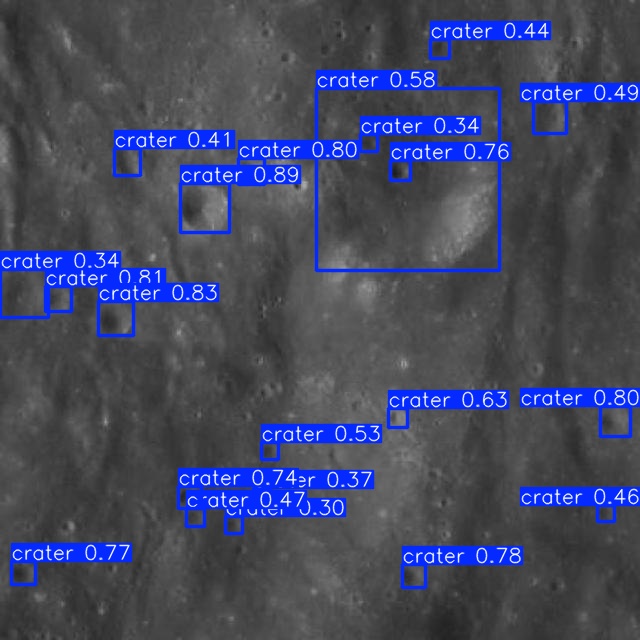 crater 0.44
crater 0.58
crater 0.49
crater 0.34
crater 0.41
crater 0.80
crater 0.76
crater 0.89
crater 0.34
crater 0.81
crater 0.83
crater 0.63
crater 0.80
crater 0.53
crater 0.74
er 0.37
crater 0.47
0.30
crater 0.46
crater 0.77
crater 0.78